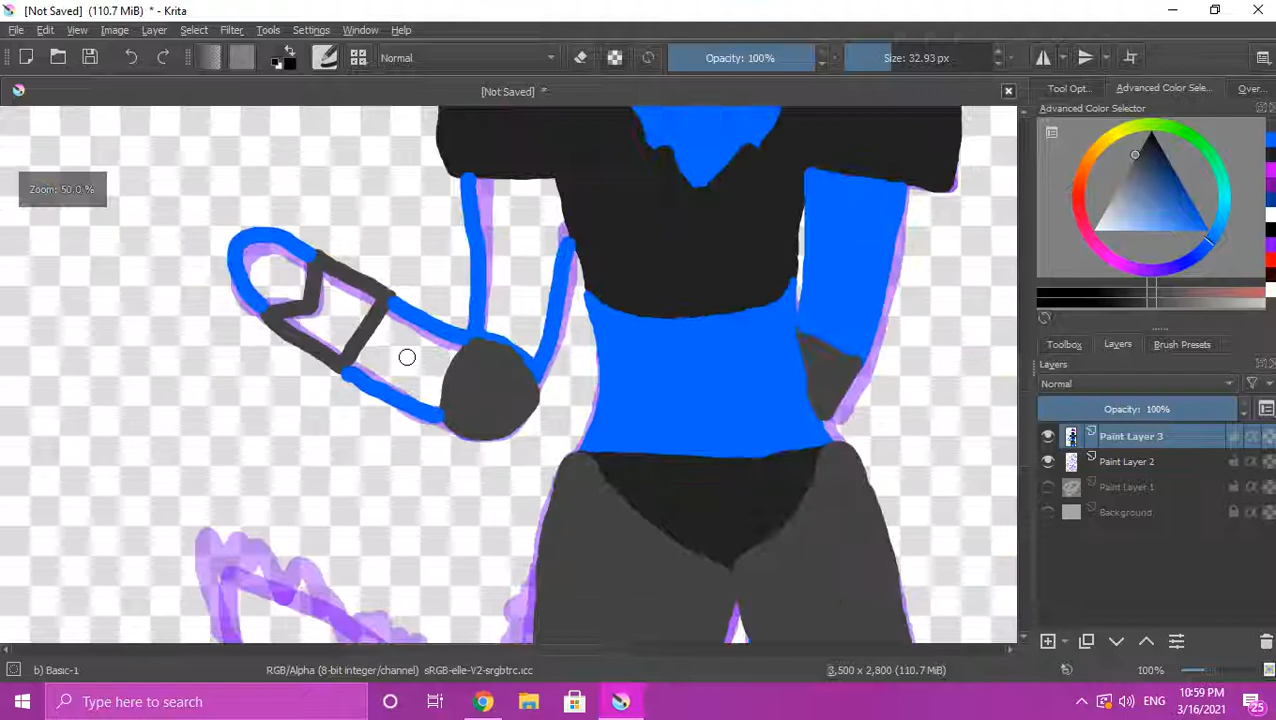 [Not Saved] (110.7 MiB) * - Krita
File Edit View Image Layer Select Filter Tools Settings Window Help
Normal Opacity: 100% Size: 32.93 px
[Not Saved] *
Tool Opt... Advanced Color Sele... Over...
Advanced Color Selector
Zoom: 50.0 %
Toolbox Layers Brush Presets
Layers
Normal
Opacity: 100%
Paint Layer 3
Paint Layer 2
Paint Layer 1
Background
b) Basic-1 RGB/Alpha (8-bit integer/channel) sRGB-elle-V2-srgbtrc.icc 3,500 x 2,800 (110.7 MiB) 100%
Type here to search
ENG
10:59 PM
3/16/2021
25